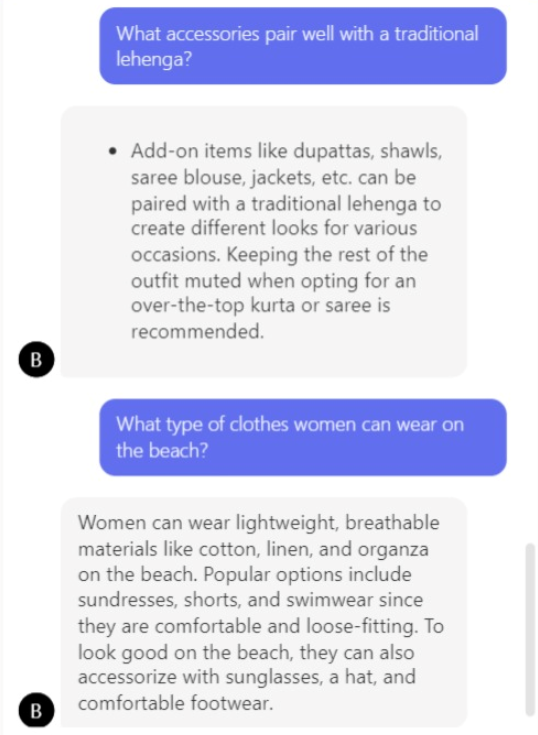 What accessories pair well with a traditional
lehenga?
• Add-on items like dupattas, shawls,
saree blouse, jackets, etc. can be
paired with a traditional lehenga to
create different looks for various
occasions. Keeping the rest of the
outfit muted when opting for an
over-the-top kurta or saree is
recommended.
B
What type of clothes women can wear on
the beach?
Women can wear lightweight, breathable
materials like cotton, linen, and organza
on the beach. Popular options include
sundresses, shorts, and swimwear since
they are comfortable and loose-fitting. To
look good on the beach, they can also
accessorize with sunglasses, a hat, and
comfortable footwear.
B